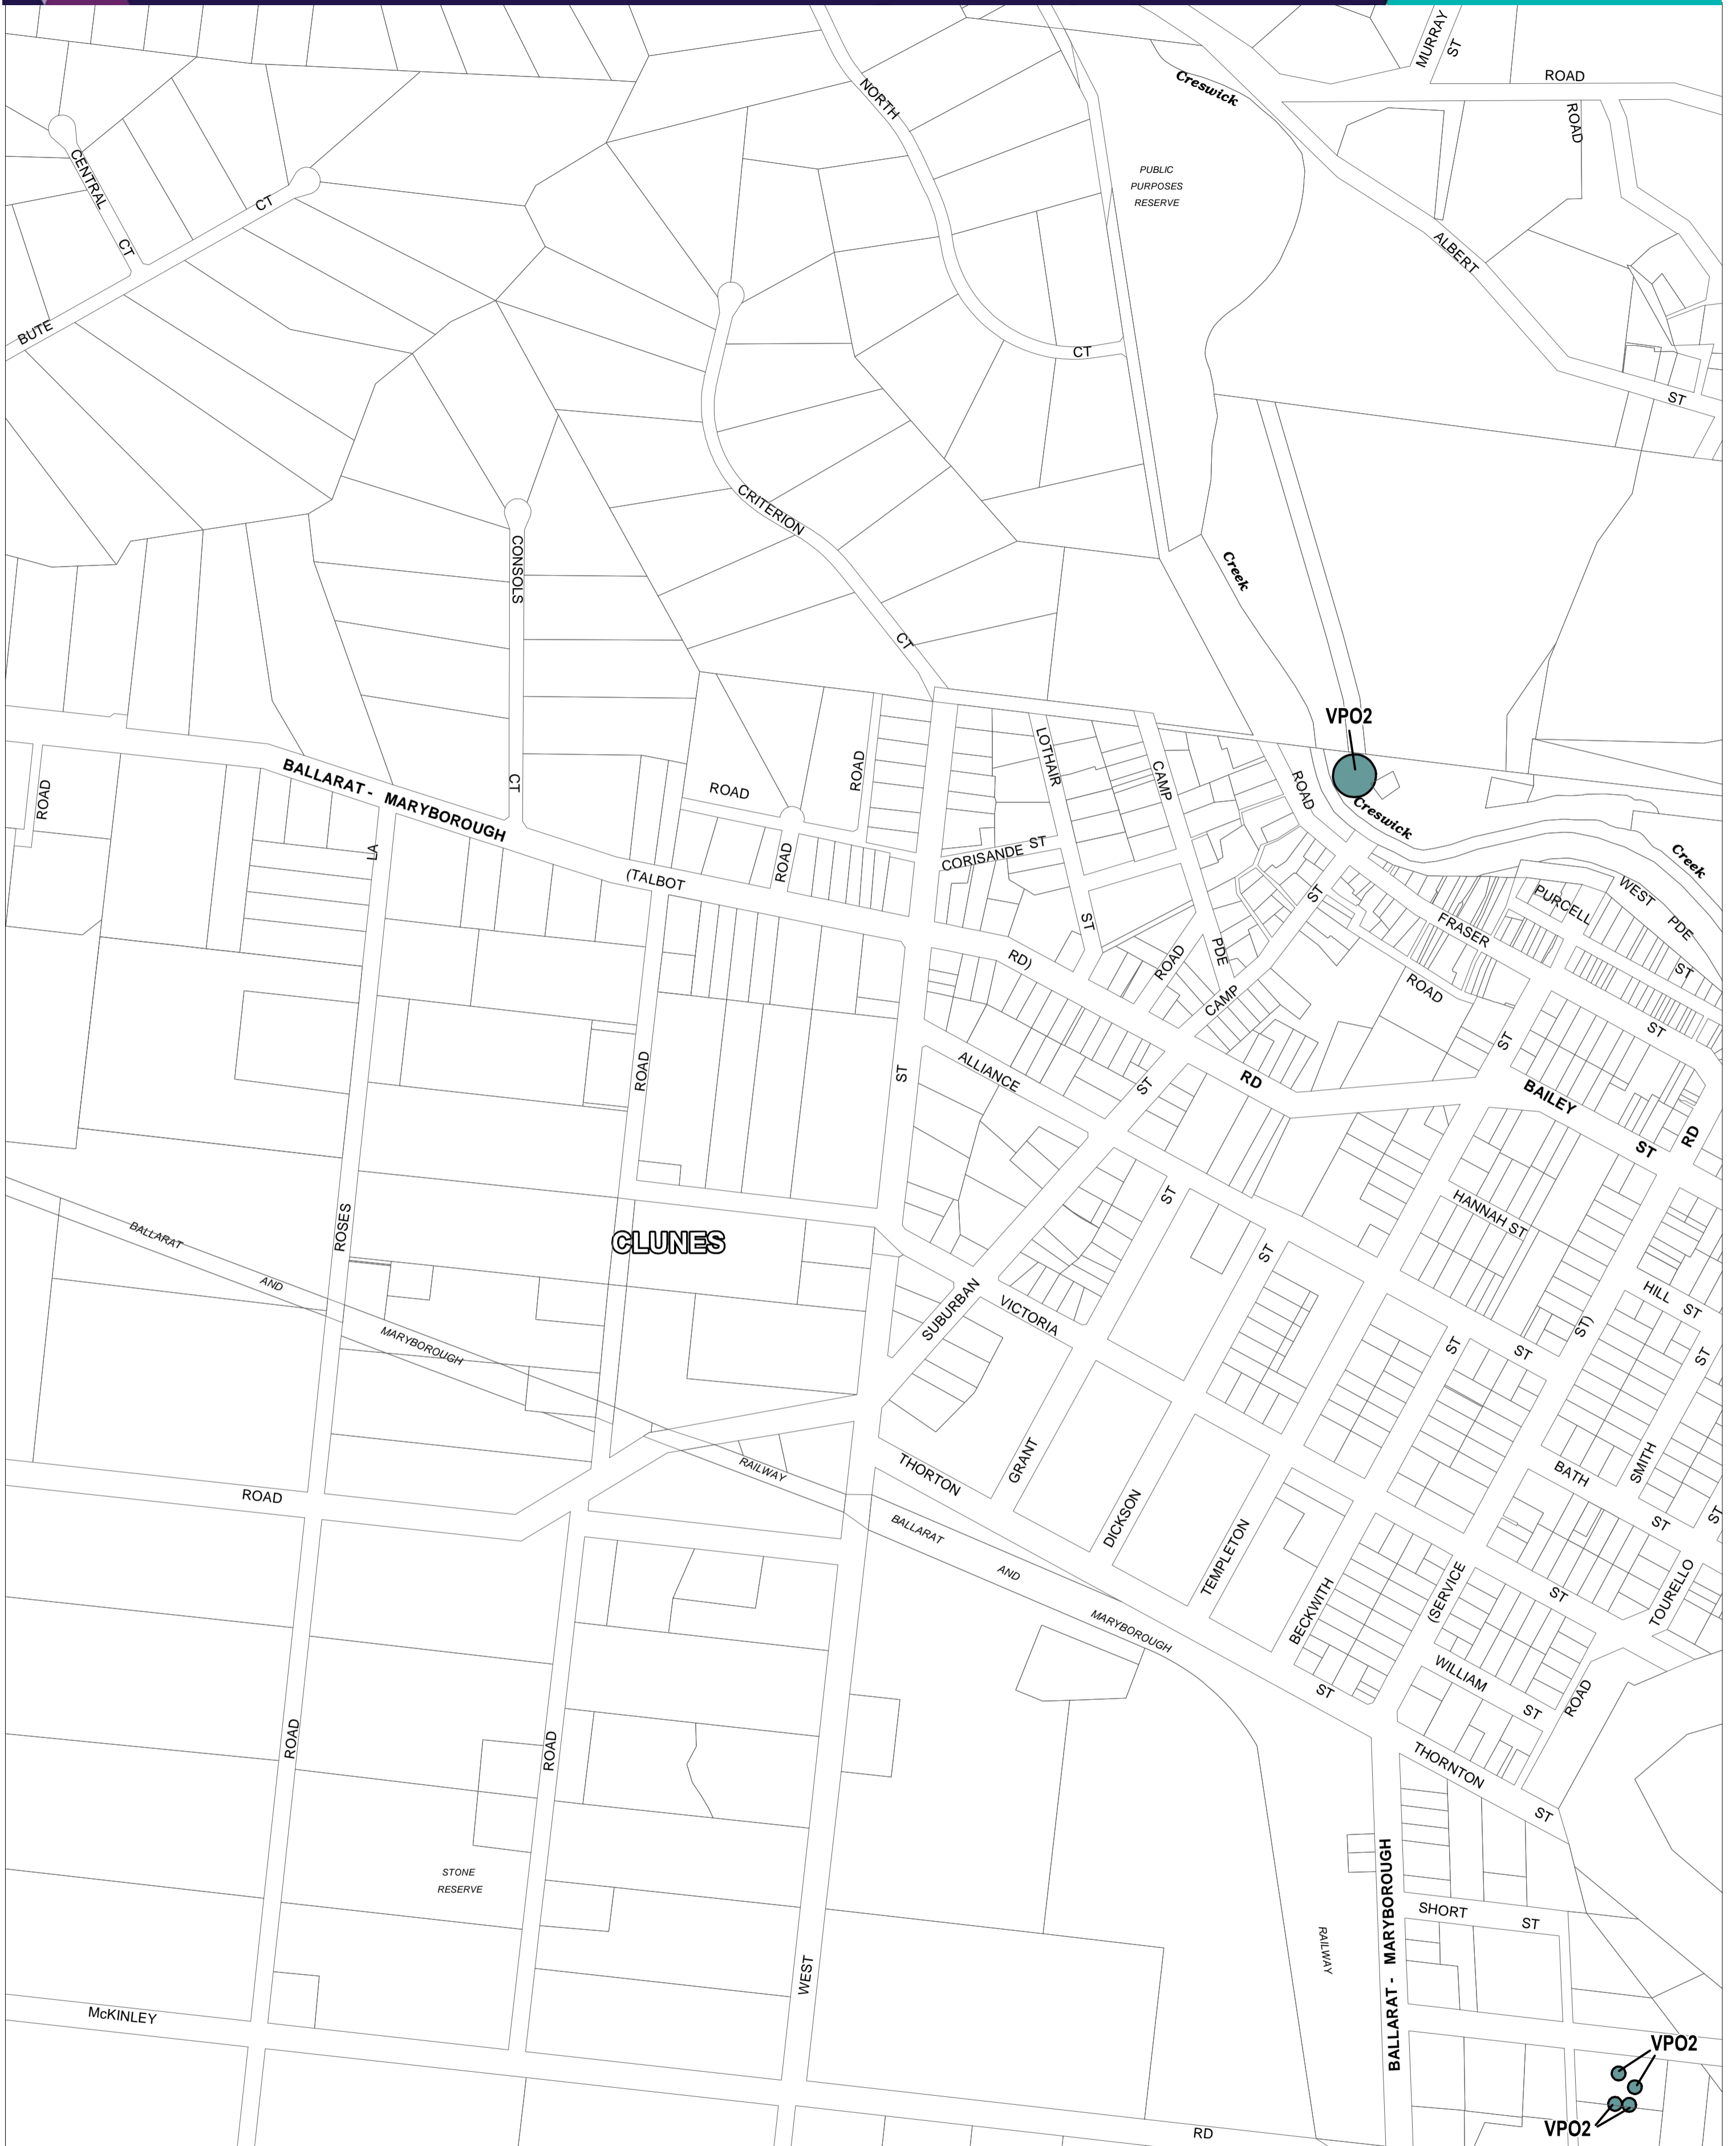 MURRAY
ST
ROAD
ROAD
NORTH
Creswick
PUBLIC
PURPOSES
RESERVE
CENTRAL
CT
CT
BUTE
ALBERT
CT
ST
CRITERION
CT
CONSOLS
CT
Creek
VPO2
Creswick
Creek
ROAD
BALLARAT - MARYBOROUGH
LA
ROAD
ROAD
ROAD
LOTHAIR
ST
CAMP
PDE
ROAD
CORISANDE ST
(TALBOT
RD)
ROAD
CAMP
ST
PURCELL
ST
WEST
PDE
FRASER
ST
ROAD
ST
ROAD
ST
ALLIANCE
ST
RD
BAILEY
ST
RD
HANNAH ST
HILL ST
ST
ST
ST
ST
ST)
ST
CLUNES
ROSES
BALLARAT
AND
MARYBOROUGH
RAILWAY
SUBURBAN
VICTORIA
THORTON
GRANT
DICKSON
TEMPLETON
BECKWITH
(SERVICE
BATH
ST
SMITH
ST
TOURELLO
ST
ROAD
BALLARAT
AND
MARYBOROUGH
WILLIAM
ST
ST
ROAD
ROAD
ROAD
THORNTON
ST
STONE
RESERVE
SHORT
ST
RAILWAY
BALLARAT - MARYBOROUGH
WEST
McKINLEY
RD
VPO2
VPO2